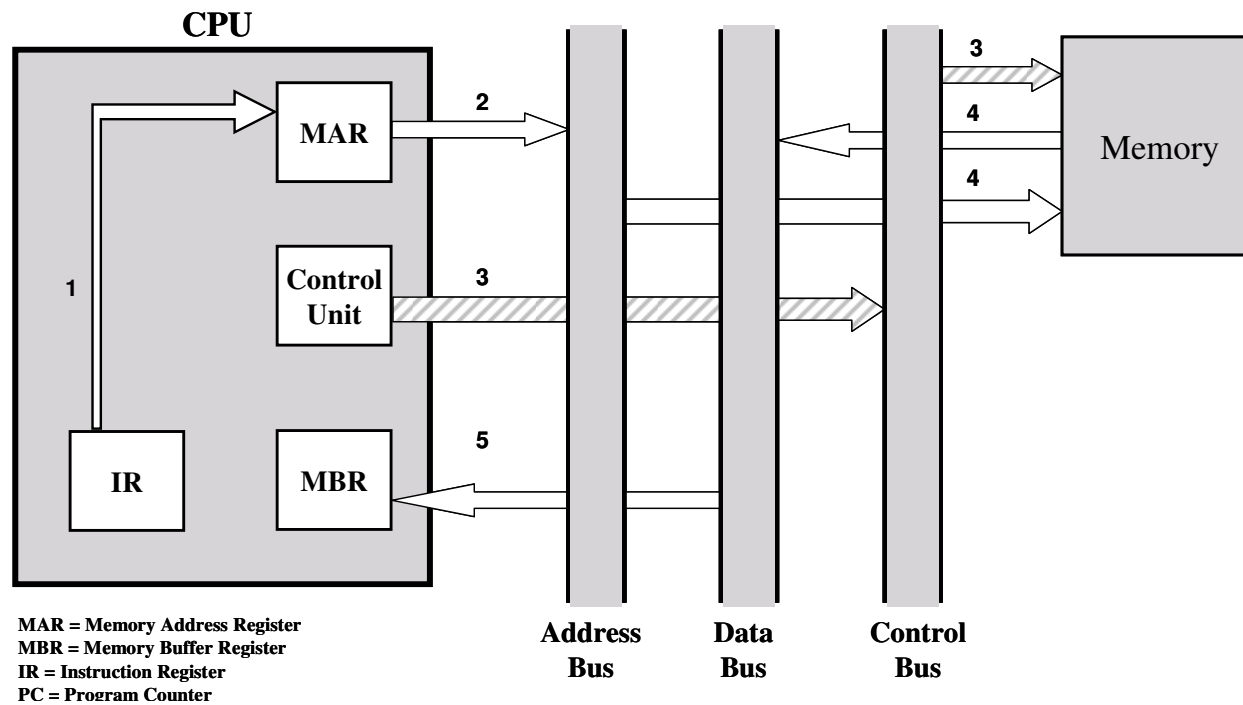 CPU
3
2
4
MAR
Memory
4
1
Control
Unit
3
5
IR
MBR
MAR = Memory Address Register
MBR = Memory Buffer Register
IR = Instruction Register
PC = Program Counter
Address
Bus
Data
Bus
Control
Bus